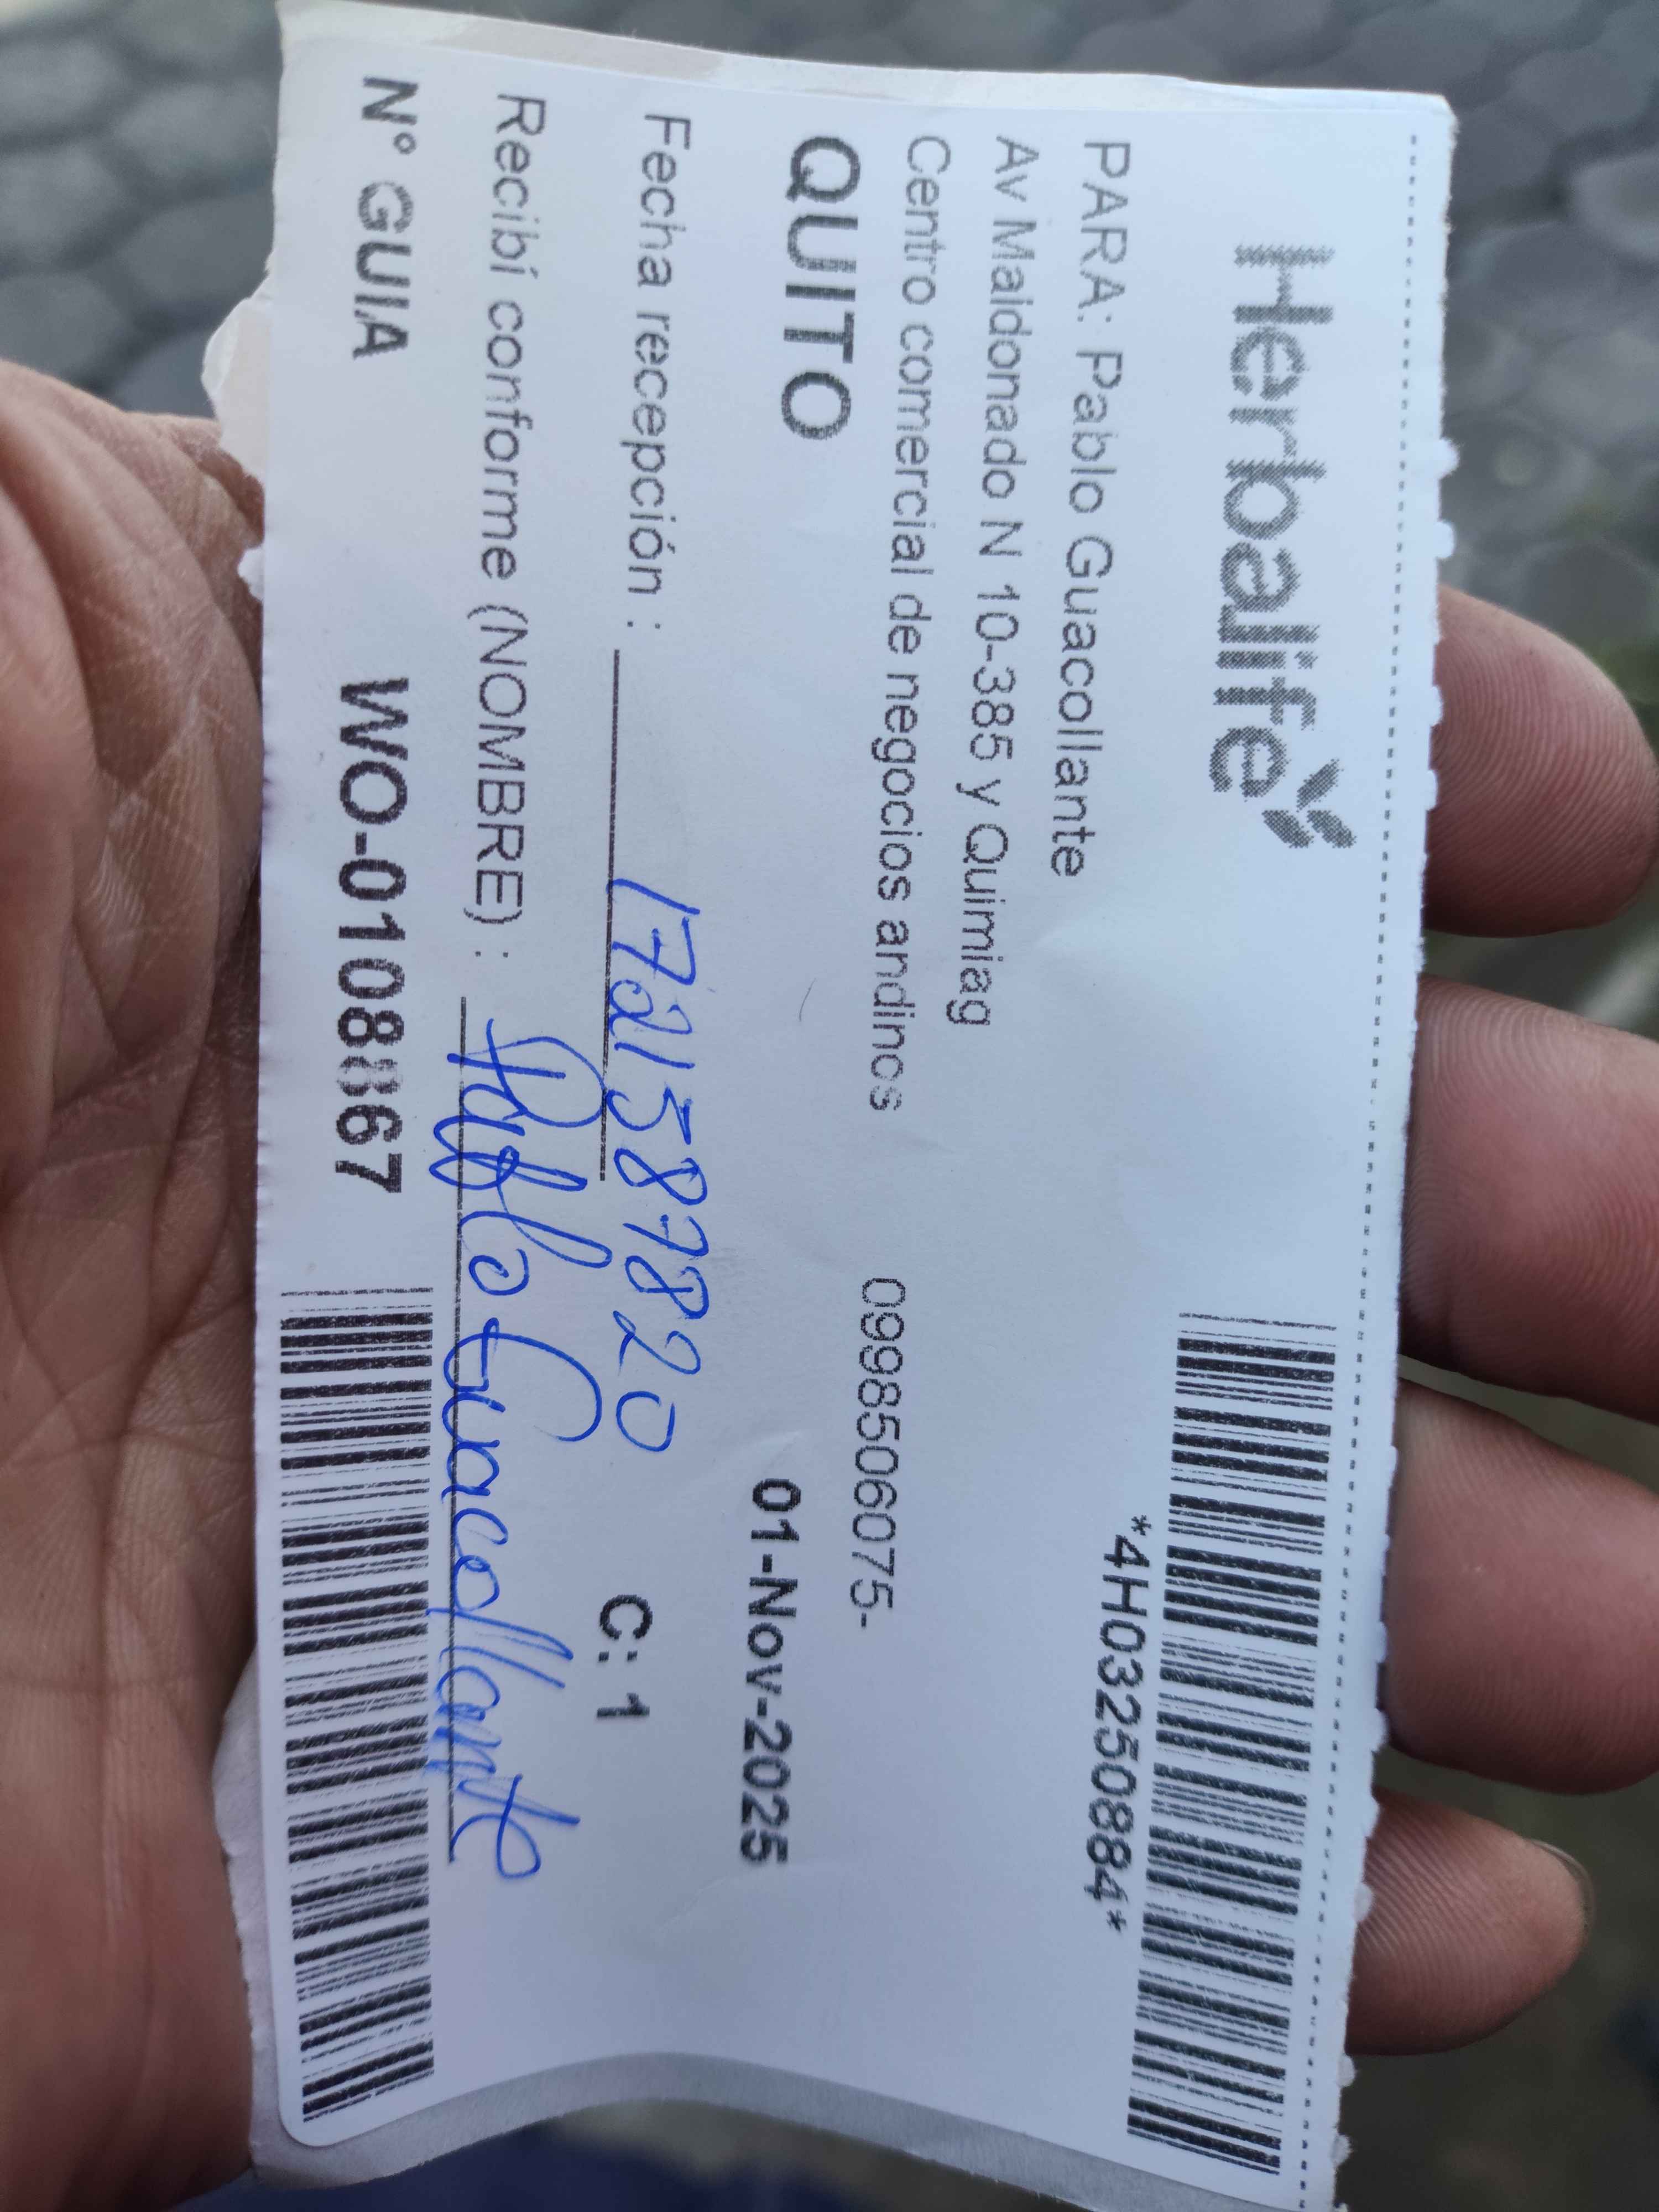 Herbalife
*4H03250884*
PARA: Pablo Guacollante
Av Maldonado N 10-385 y Quimiag
Centro comercial de negocios andinos 0998506075-
QUITO 01-Nov-2025
Fecha recepción : 1721587820 C: 1
Recibí conforme (NOMBRE) : Pablo Guacollante
N° GUIA WO-0108867